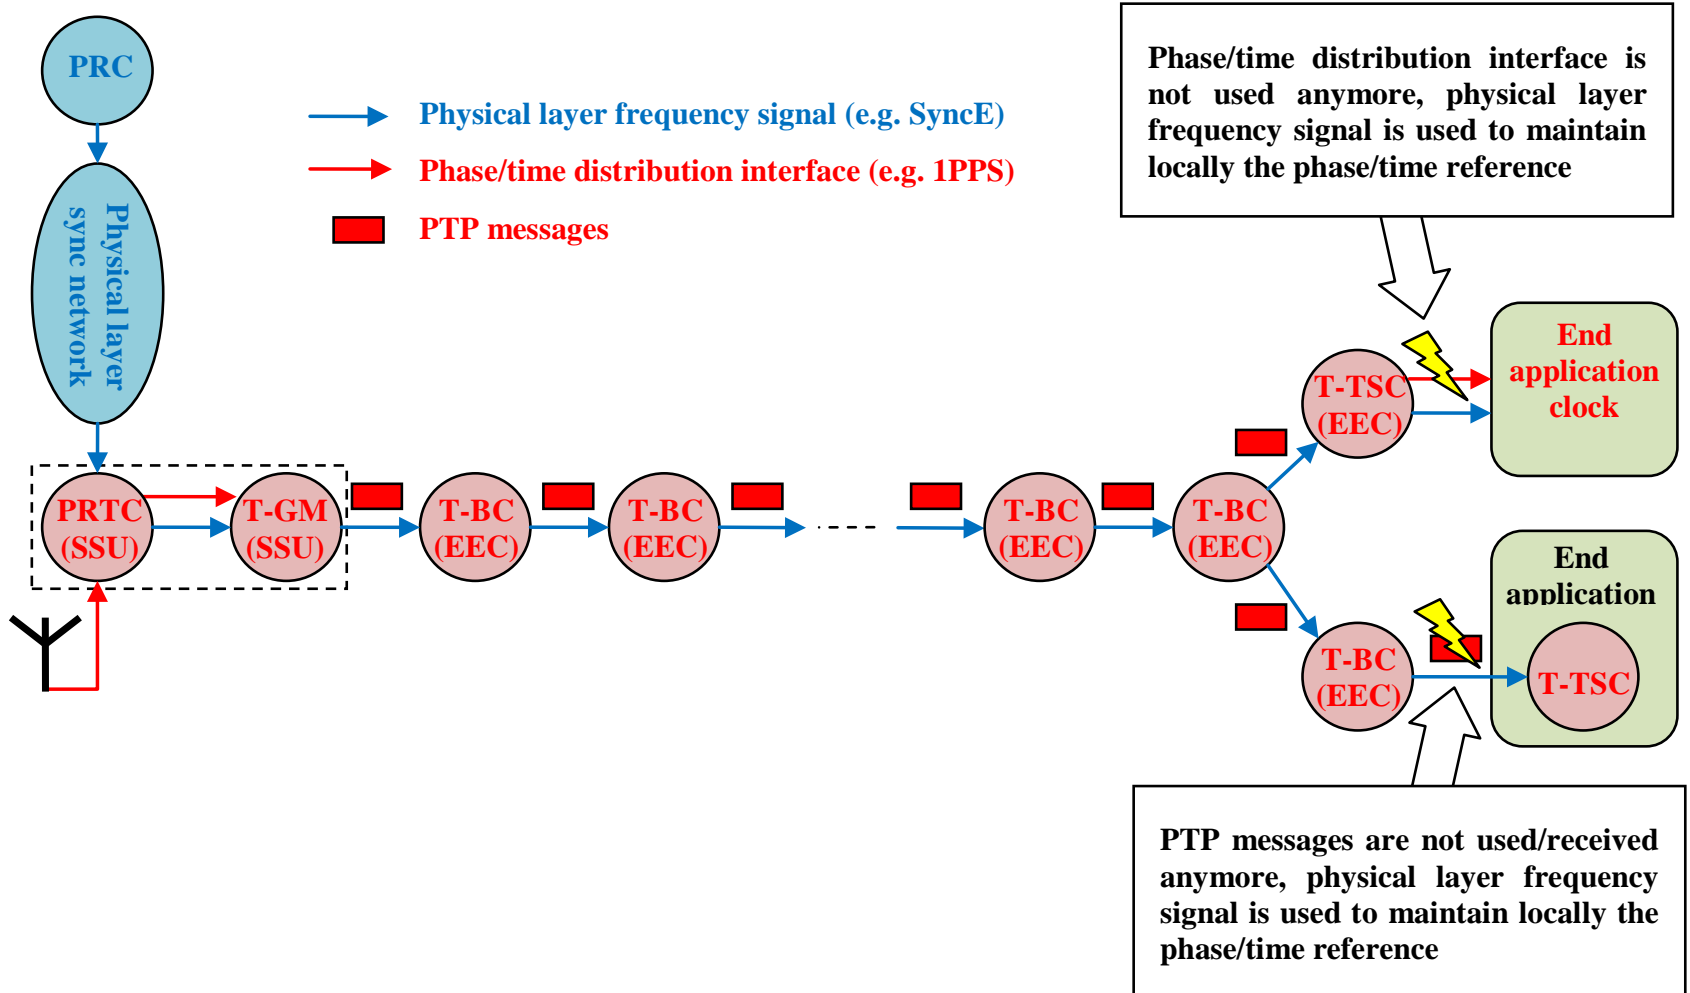 PRC
Physical layer
sync network
Physical layer frequency signal (e.g. SyncE)
Phase/time distribution interface (e.g. 1PPS)
PTP messages
Phase/time distribution interface is
not used anymore, physical layer
frequency signal is used to maintain
locally the phase/time reference
T-TSC
(EEC)
End
application
clock
PRTC
(SSU)
T-GM
(SSU)
T-BC
(EEC)
T-BC
(EEC)
T-BC
(EEC)
T-BC
(EEC)
T-BC
(EEC)
End
application
T-TSC
PTP messages are not used/received
anymore, physical layer frequency
signal is used to maintain locally the
phase/time reference